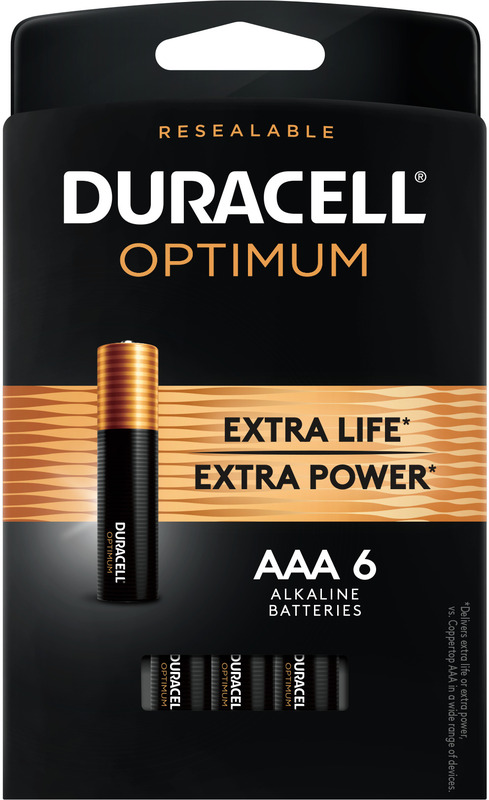 RESEALABLE
DURACELL®
OPTIMUM
EXTRA LIFE*
EXTRA POWER*
DURACELL
OPTIMUM
AAA 6
ALKALINE
BATTERIES
*Delivers extra life or extra power,
vs. Coppertop AAA in a wide range of devices.
DURACELL
OPTIMUM
DURACELL
OPTIMUM
DURACELL
OPTIMUM